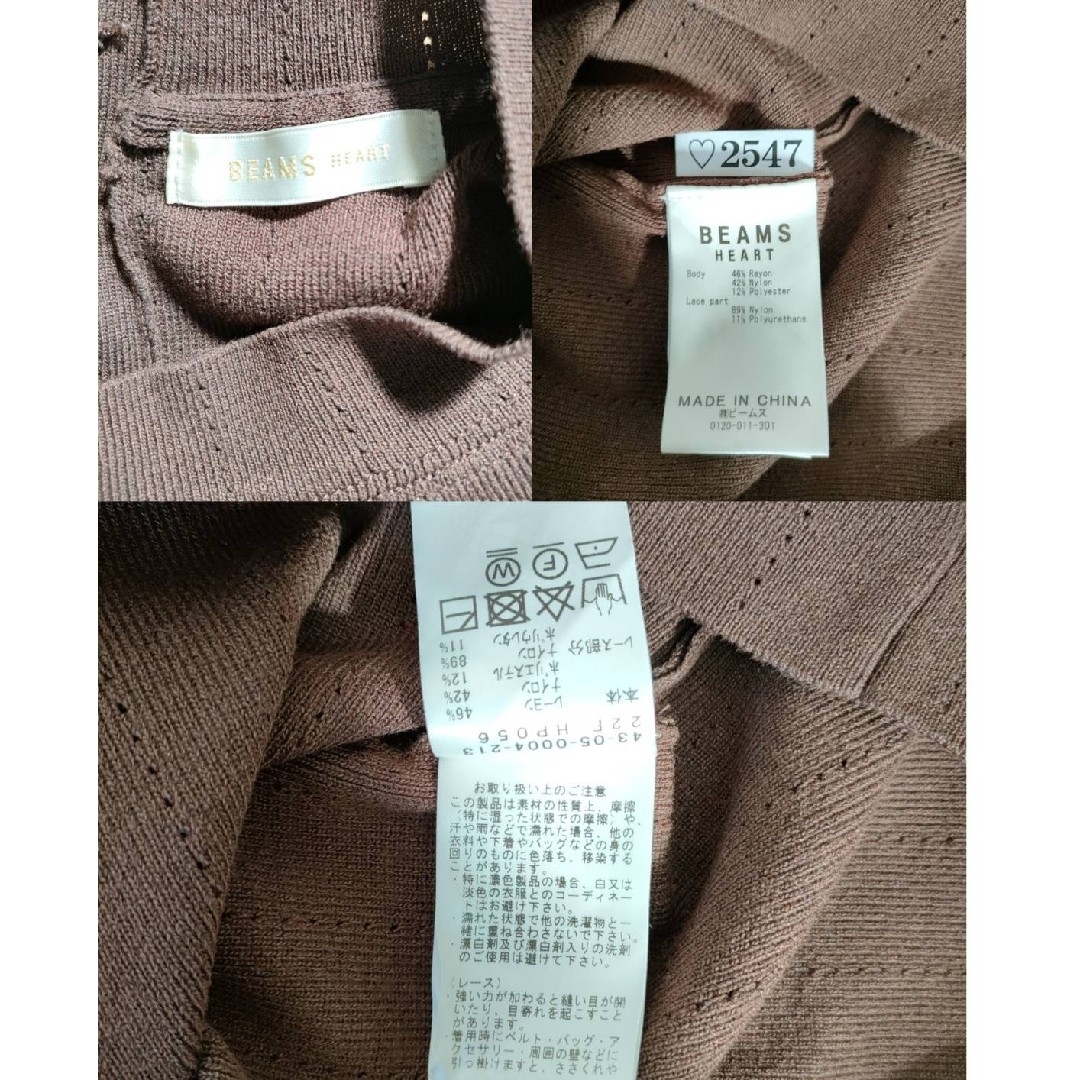 BEAMS HEART
♡2547
BEAMS
HEART
Body 46% Rayon
42% Nylon
12% Polyester
Lace part
89% Nylon
11% Polyurethane
MADE IN CHINA
㈱ビームス
0120-011-301
43-05-0004-213
22F HP056
本体 レーヨン 46%
ナイロン 42%
ポリエステル 12%
レース部分 ナイロン 89%
ポリウレタン 11%
F
W
お取り扱い上のご注意
この製品は素材の性質上、摩擦
(特に湿った状態での摩擦)や、
汗や雨などで濡れた場合、他の
衣料や下着やバッグなどの身の
回りのものに色落ち、移染する
ことがあります。
・特に濃色製品の場合、白又は
淡色の衣服とのコーディネー
トはお避け下さい。
・濡れた状態で他の洗濯物と一
緒に重ね合わさないで下さい。
・漂白剤及び漂白剤入りの洗剤
のご使用は避けて下さい。
(レース)
・強い力が加わると縫い目が開
いたり、目寄れを起こすこと
があります。
・着用時にベルト・バッグ・ア
クセサリー・周囲の壁などに
引っ掛けますと、ささくれや